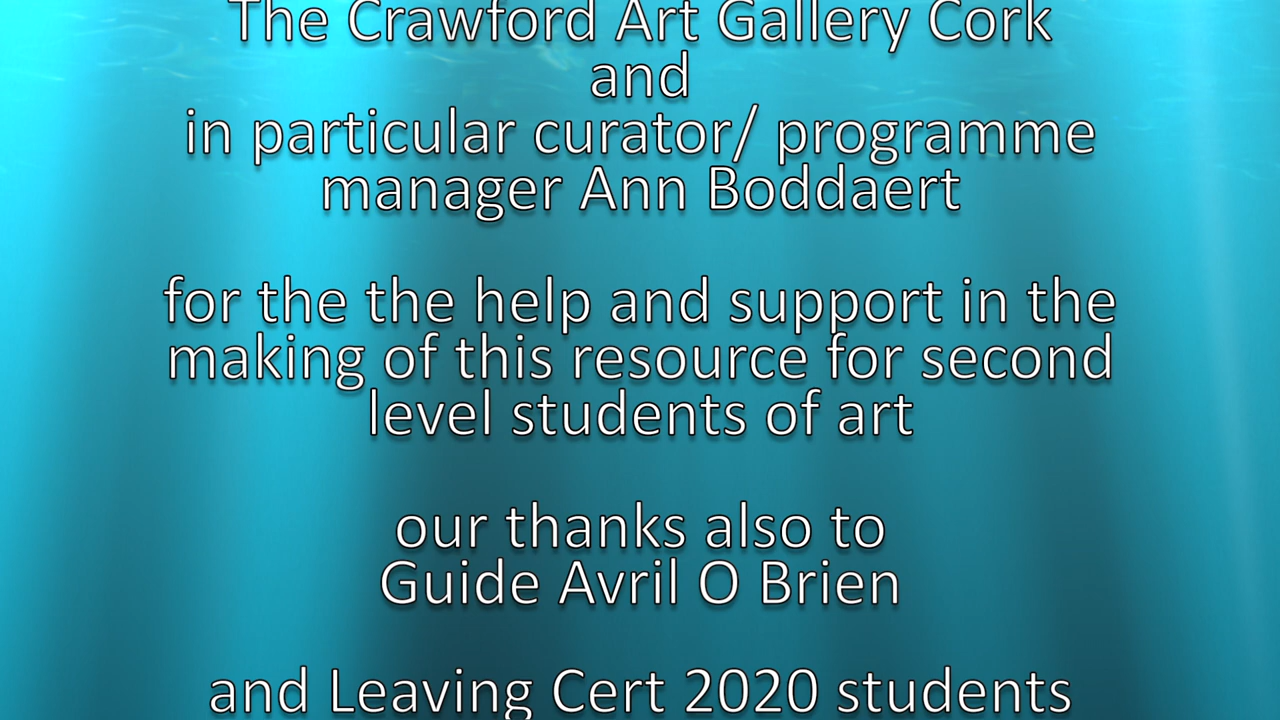 The Crawford Art Gallery Cork
and
in particular curator/ programme
manager Ann Boddaert
for the the help and support in the
making of this resource for second
level students of art
our thanks also to
Guide Avril O Brien
and Leaving Cert 2020 students